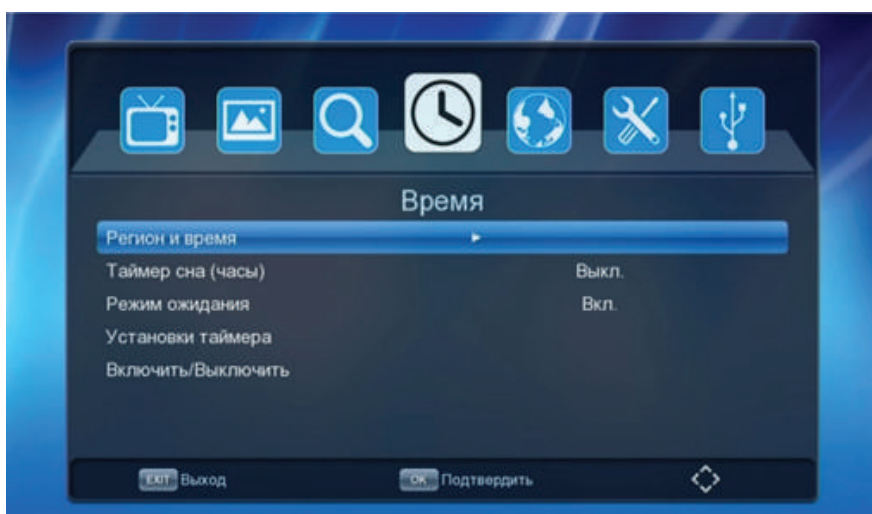 Время
Регион и время
Таймер сна (часы) Выкл.
Режим ожидания Вкл.
Установки таймера
Включить/Выключить
EXIT Выход OK Подтвердить